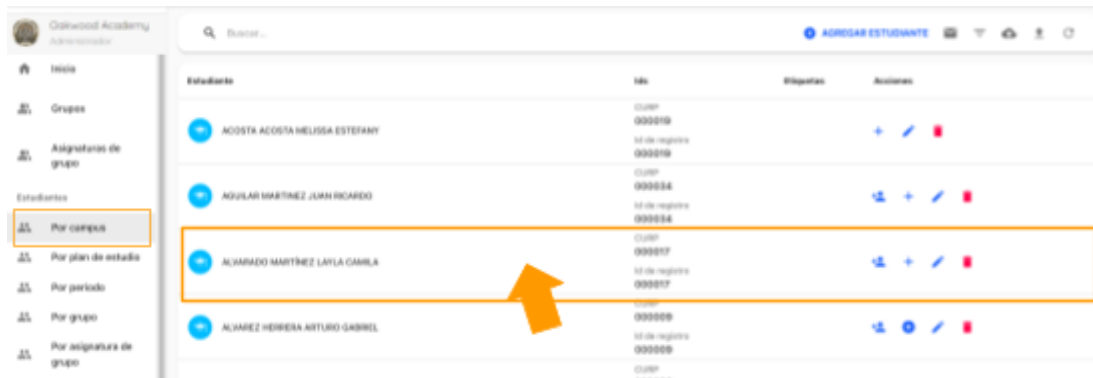 Oakwood Academy
Administrador
Buscar...
AGREGAR ESTUDIANTE
Inicio
Grupos
Asignaturas de
grupo
Estudiantes
Por campus
Por plan de estudio
Por periodo
Por grupo
Por asignatura de
grupo
Estudiante
Ids
Etiquetas
Acciones
ACOSTA ACOSTA MELISSA ESTEFANY
CURP
000019
Id de registro
000019
AGUILAR MARTINEZ JUAN RICARDO
CURP
000034
Id de registro
000034
ALVARADO MARTÍNEZ LAYLA CAMILA
CURP
000017
Id de registro
000017
ALVAREZ HERRERA ARTURO GABRIEL
CURP
000009
Id de registro
000009
CURP